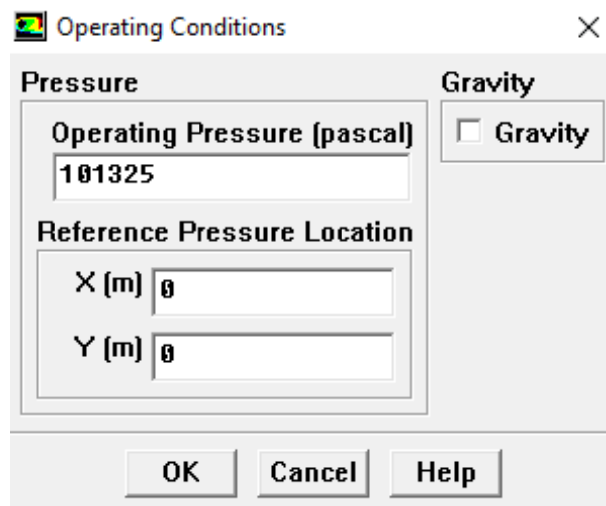 Operating Conditions
Pressure
Operating Pressure (pascal)
101325
Reference Pressure Location
X (m) 0
Y (m) 0
Gravity
Gravity
OK Cancel Help